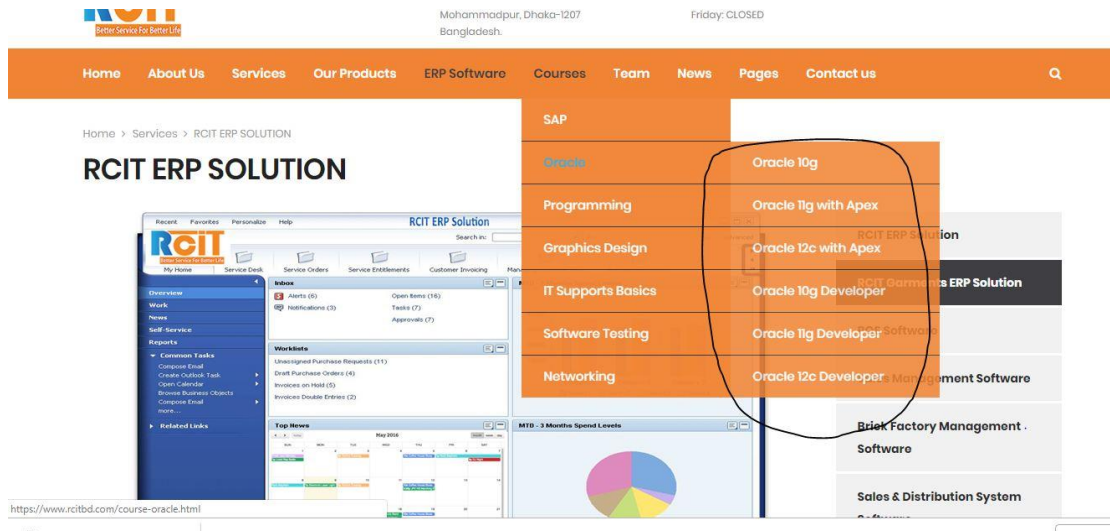 RCIT
Better Service For Better Life
Mohammadpur, Dhaka-1207
Bangladesh.
Friday: CLOSED
Home About Us Services Our Products ERP Software Courses Team News Pages Contact us
SAP
Oracle
Programming
Graphics Design
IT Supports Basics
Software Testing
Networking
Oracle 10g
Oracle 11g with Apex
Oracle 12c with Apex
Oracle 10g Developer
Oracle 11g Developer
Oracle 12c Developer
Home > Services > RCIT ERP SOLUTION
RCIT ERP SOLUTION
Recent Favorites Personalize Help
RCIT ERP Solution
Search in:
RCIT
Better Service For Better Life
My Home Service Desk Service Orders Service Entitlements Customer Invoicing
Overview
Work
News
Self-Service
Reports
Common Tasks
Compose Email
Create Outlook Task
Open Calendar
Browse Business Objects
Compose Email
more...
Related Links
Inbox
Alerts (6)
Notifications (3)
Open Items (16)
Tasks (7)
Approvals (7)
Worklists
Unassigned Purchase Requests (11)
Draft Purchase Orders (4)
Invoices on Hold (5)
Invoices Double Entries (2)
Top News
May 2016
MTD - 3 Months Spend Levels
RCIT ERP Solution
RCIT Garments ERP Solution
Software
Management Software
Brick Factory Management
Software
Sales & Distribution System
https://www.rcitbd.com/course-oracle.html